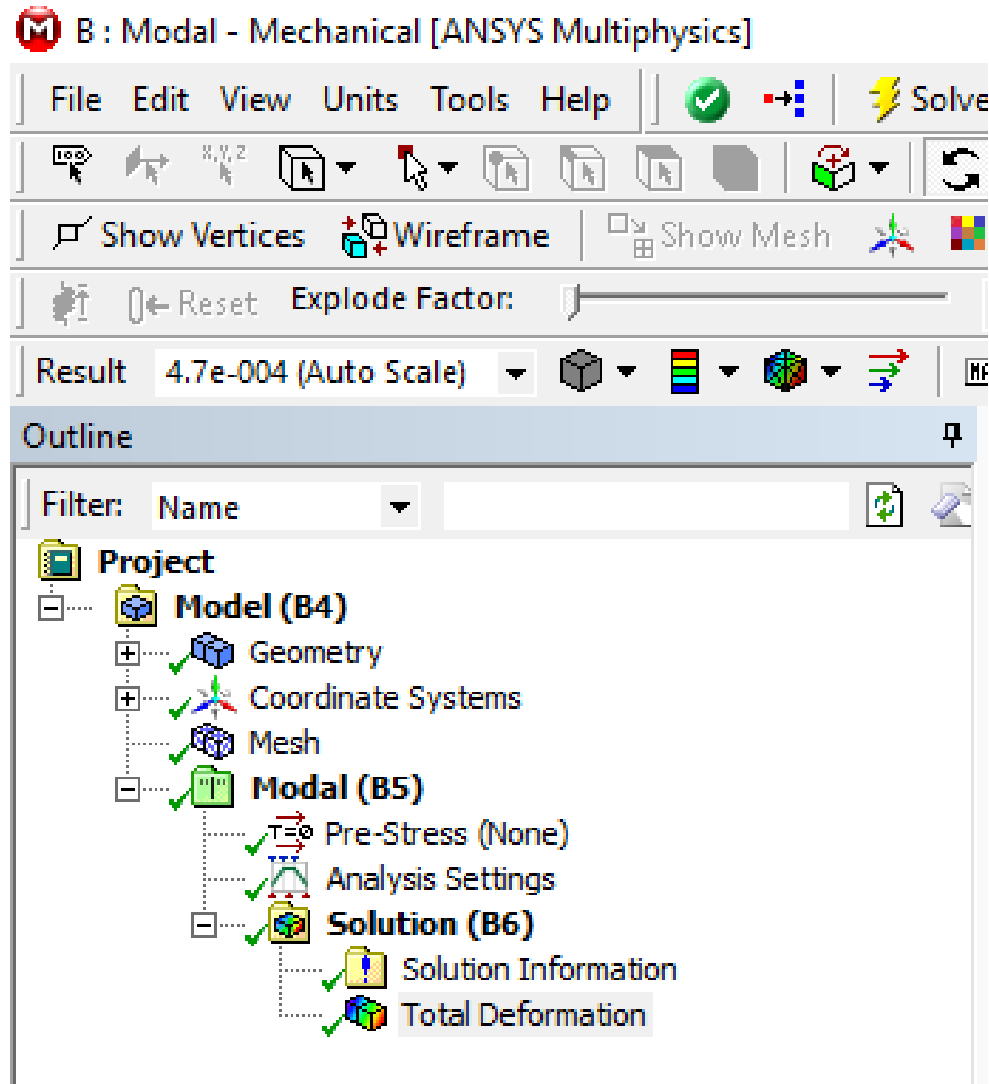 B : Modal - Mechanical [ANSYS Multiphysics]
File Edit View Units Tools Help Solve
X,Y,Z
Show Vertices Wireframe Show Mesh
Reset Explode Factor:
Result 4.7e-004 (Auto Scale)
Outline
Filter: Name
Project
Model (B4)
Geometry
Coordinate Systems
Mesh
Modal (B5)
T=0 Pre-Stress (None)
Analysis Settings
Solution (B6)
Solution Information
Total Deformation